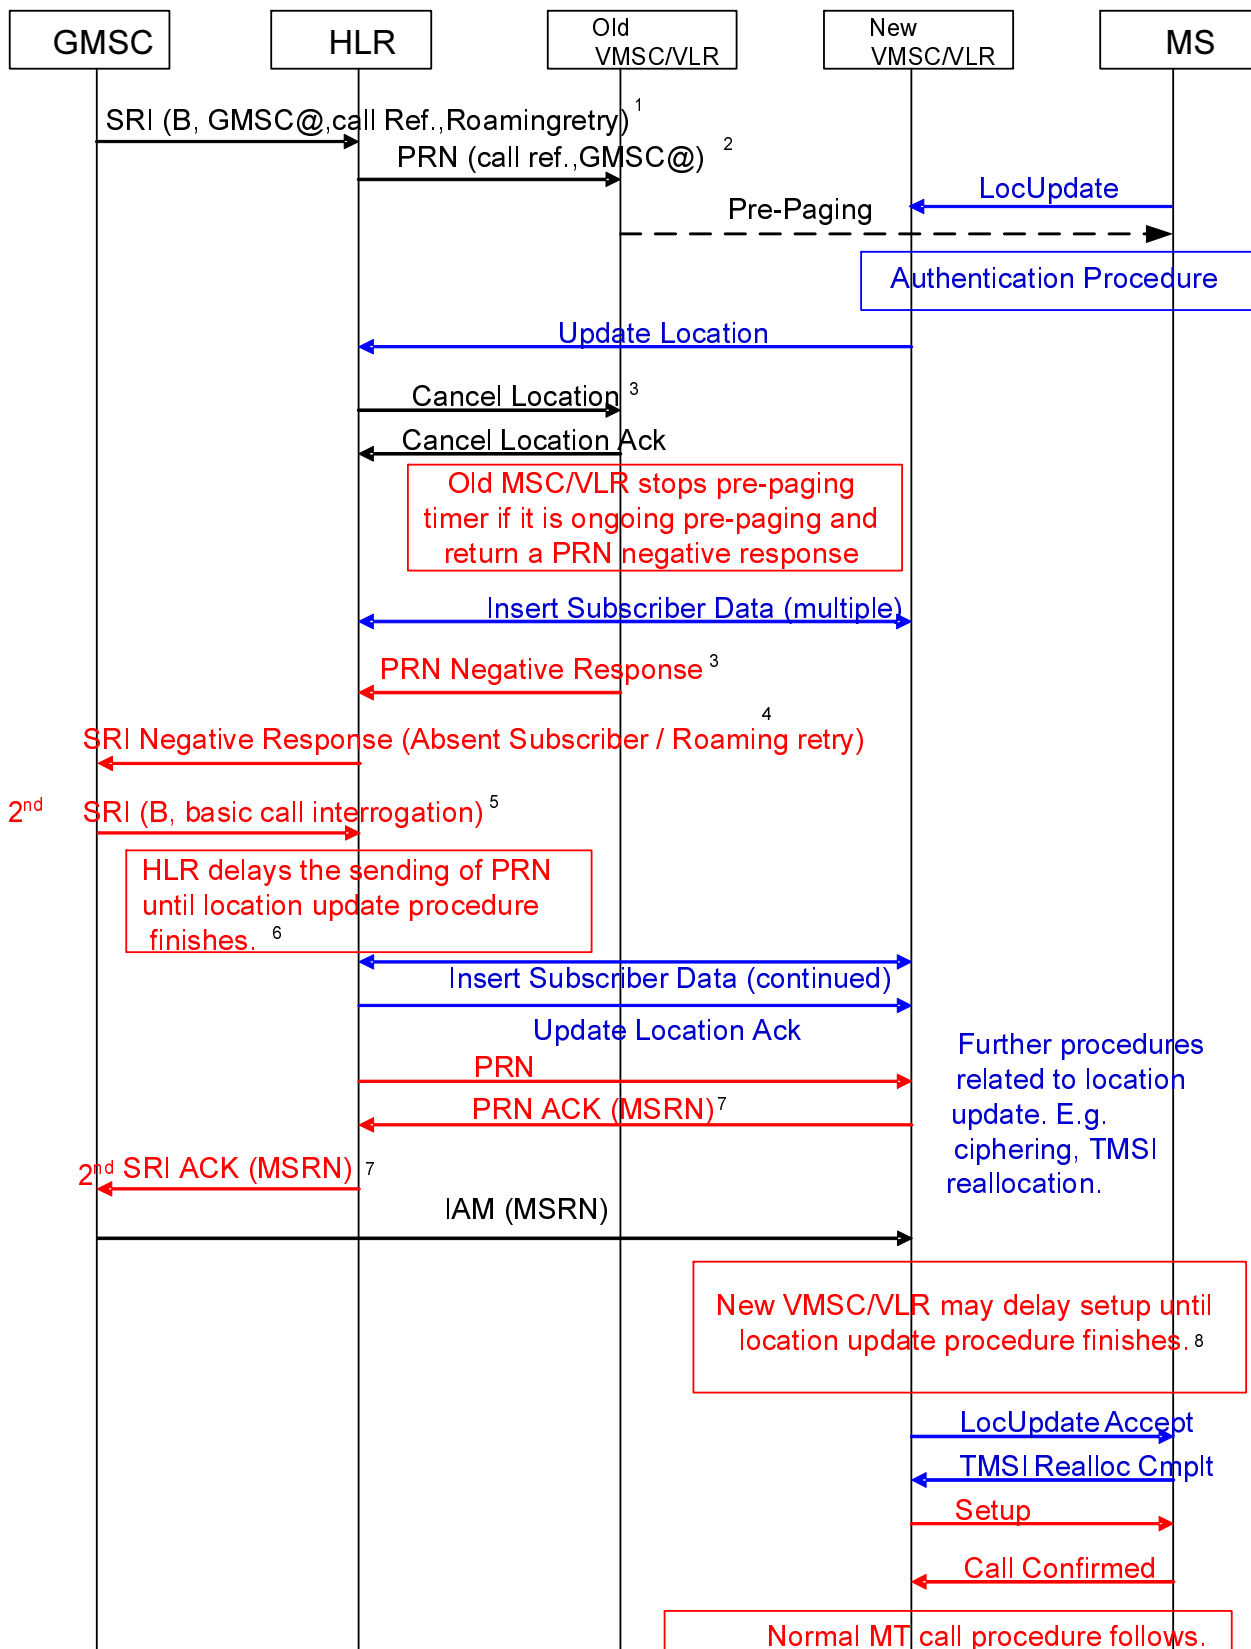 GMSC
HLR
Old
VMSC/VLR
New
VMSC/VLR
MS
SRI (B, GMSC@,call Ref.,Roamingretry) 1
PRN (call ref.,GMSC@) 2
LocUpdate
Pre-Paging
Authentication Procedure
Update Location
Cancel Location 3
Cancel Location Ack
Old MSC/VLR stops pre-paging
timer if it is ongoing pre-paging and
return a PRN negative response
Insert Subscriber Data (multiple)
PRN Negative Response 3
4
SRI Negative Response (Absent Subscriber / Roaming retry)
2nd SRI (B, basic call interrogation) 5
HLR delays the sending of PRN
until location update procedure
finishes. 6
Insert Subscriber Data (continued)
Update Location Ack
Further procedures
related to location
update. E.g.
ciphering, TMSI
reallocation.
PRN
PRN ACK (MSRN) 7
2nd SRI ACK (MSRN) 7
IAM (MSRN)
New VMSC/VLR may delay setup until
location update procedure finishes. 8
LocUpdate Accept
TMSI Realloc Cmplt
Setup
Call Confirmed
Normal MT call procedure follows.